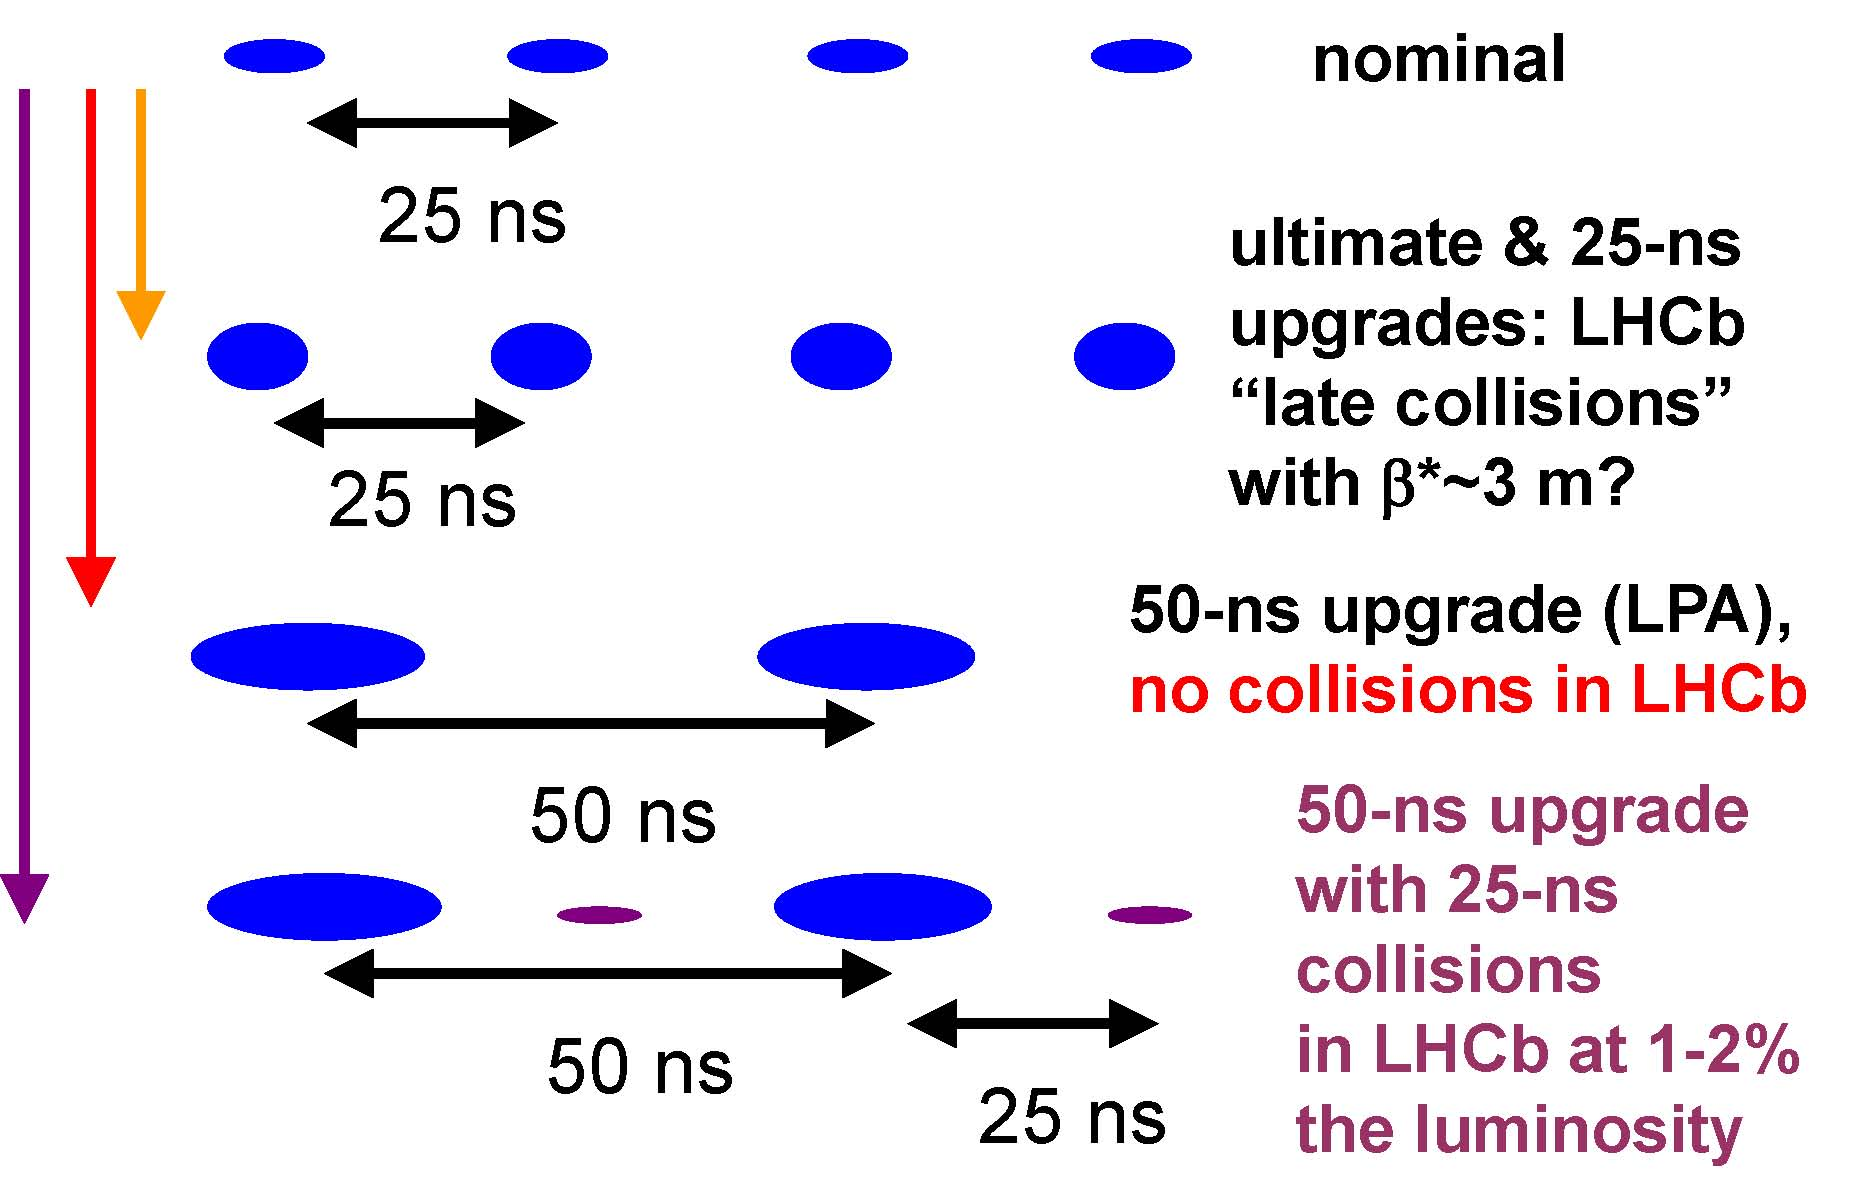 nominal
25 ns
ultimate & 25-ns
upgrades: LHCb
“late collisions”
with β*~3 m?
25 ns
50-ns upgrade (LPA),
no collisions in LHCb
50 ns
50-ns upgrade
with 25-ns
collisions
in LHCb at 1-2%
the luminosity
50 ns
25 ns